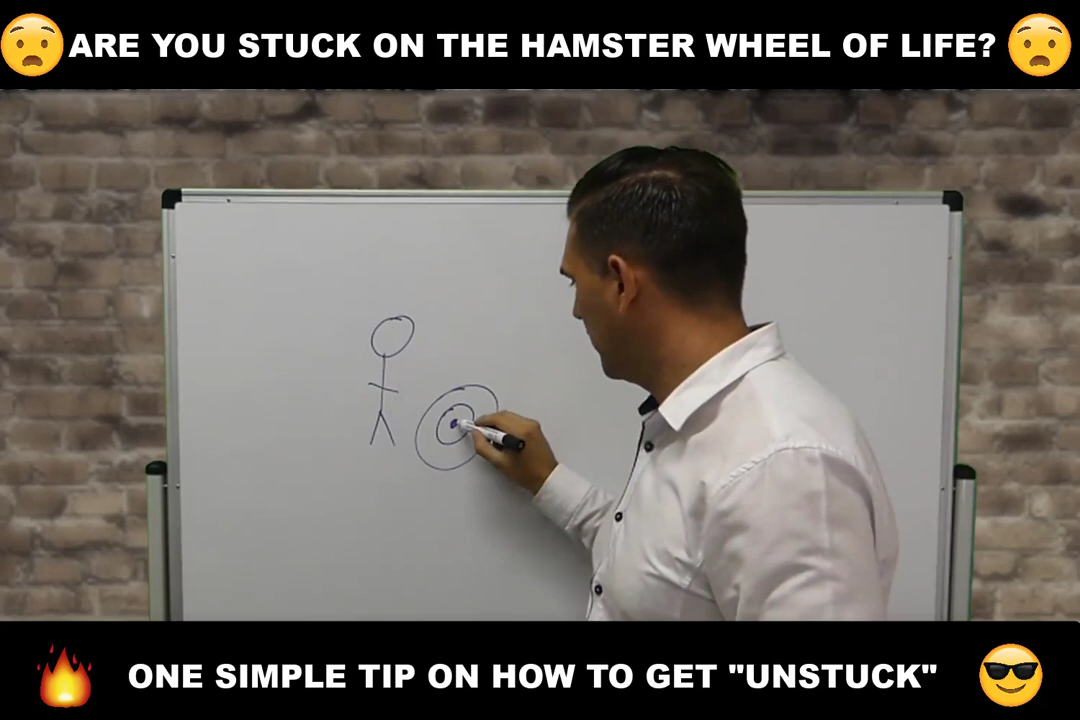 ARE YOU STUCK ON THE HAMSTER WHEEL OF LIFE?
ONE SIMPLE TIP ON HOW TO GET "UNSTUCK"